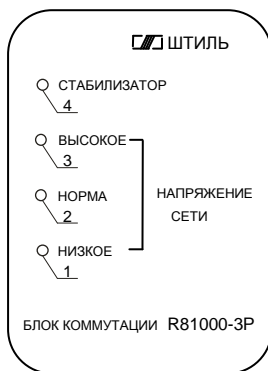 ШТИЛЬ
СТАБИЛИЗАТОР
4
ВЫСОКОЕ
3
НОРМА
2
НАПРЯЖЕНИЕ
СЕТИ
НИЗКОЕ
1
БЛОК КОММУТАЦИИ R81000-3P